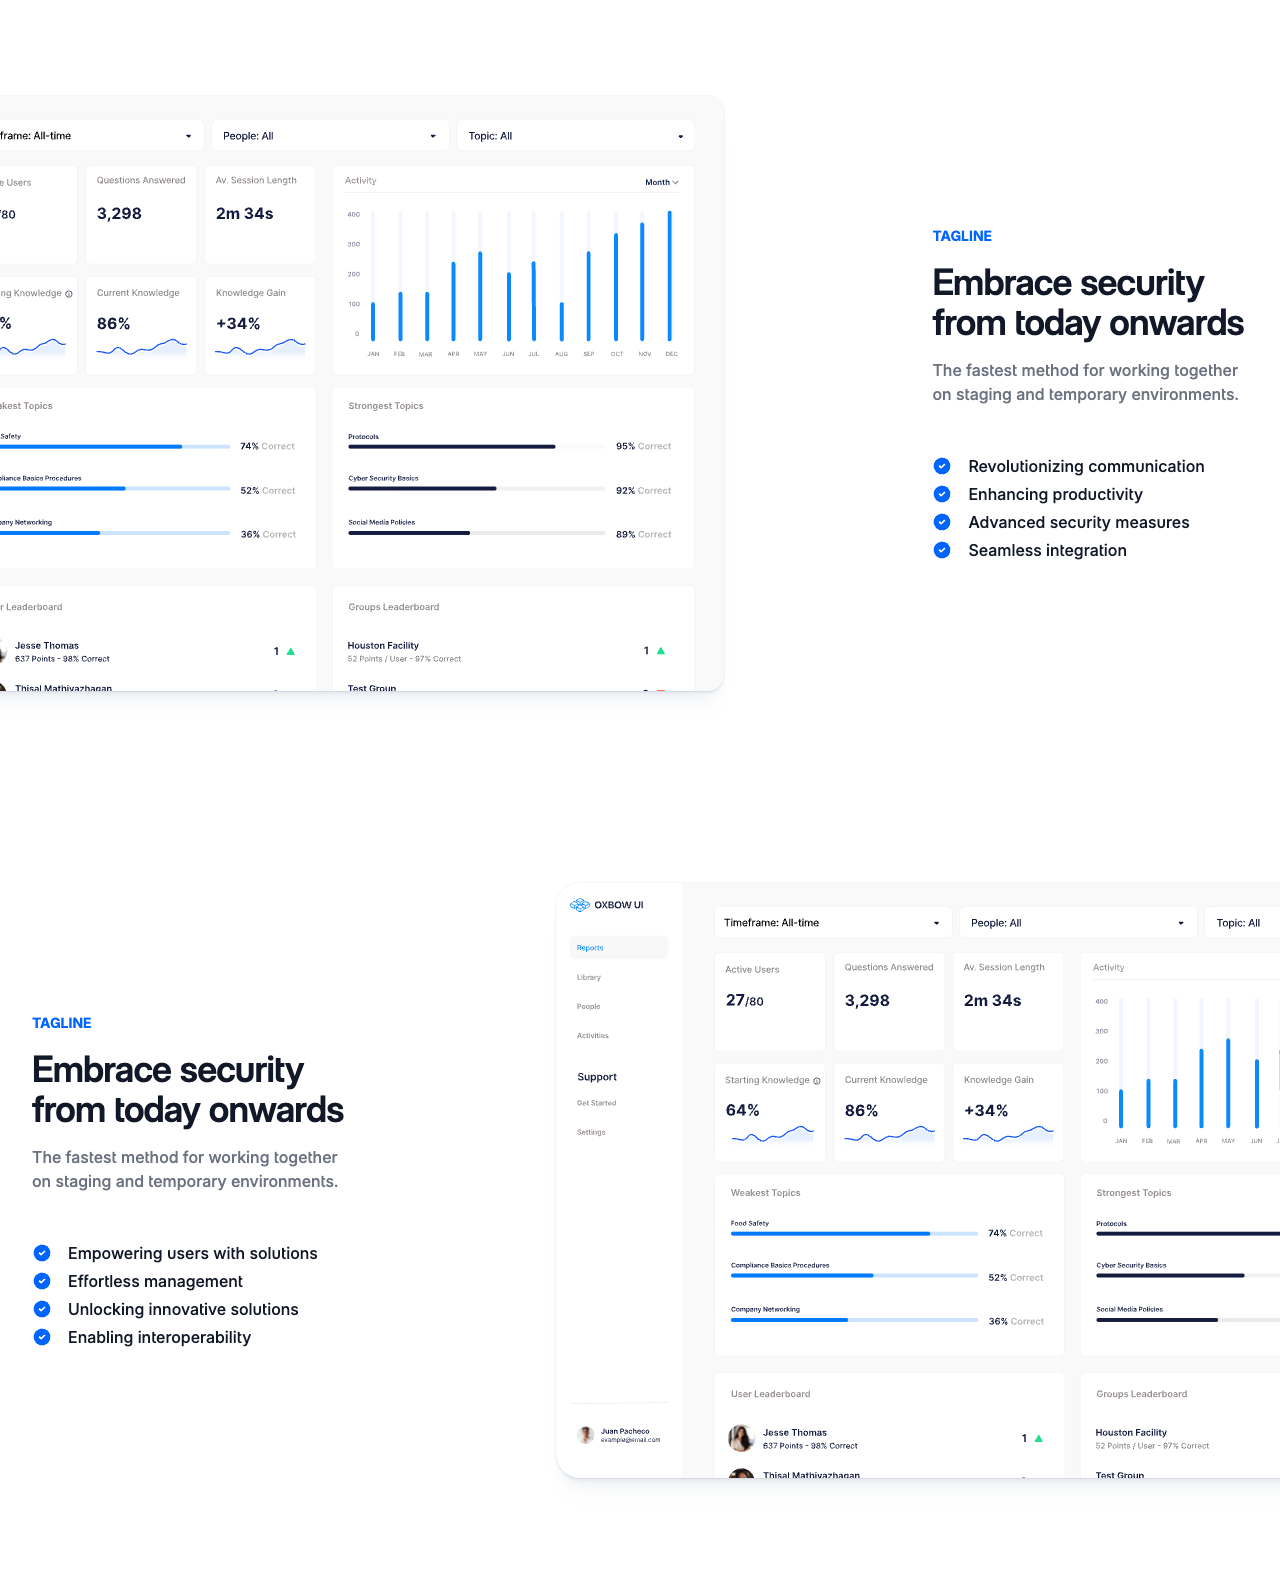 frame: All-time
People: All
Topic: All
e Users
/80
Questions Answered
3,298
Av. Session Length
2m 34s
Activity
Month
400
300
200
100
0
JAN FEB MAR APR MAY JUN JUL AUG SEP OCT NOV DEC
ng Knowledge
%
Current Knowledge
86%
Knowledge Gain
+34%
akest Topics
Safety
74% Correct
pliance Basics Procedures
52% Correct
pany Networking
36% Correct
Strongest Topics
Protocols
95% Correct
Cyber Security Basics
92% Correct
Social Media Policies
89% Correct
r Leaderboard
Jesse Thomas
637 Points - 98% Correct
1
Thisal Mathiyazhagan
Groups Leaderboard
Houston Facility
52 Points / User - 97% Correct
1
Test Group
TAGLINE
Embrace security
from today onwards
The fastest method for working together
on staging and temporary environments.
Revolutionizing communication
Enhancing productivity
Advanced security measures
Seamless integration
TAGLINE
Embrace security
from today onwards
The fastest method for working together
on staging and temporary environments.
Empowering users with solutions
Effortless management
Unlocking innovative solutions
Enabling interoperability
OXBOW UI
Reports
Library
People
Activities
Support
Get Started
Settings
Juan Pacheco
example@email.com
Timeframe: All-time
People: All
Topic: All
Active Users
27/80
Questions Answered
3,298
Av. Session Length
2m 34s
Activity
400
300
200
100
0
JAN FEB MAR APR MAY JUN
Starting Knowledge
64%
Current Knowledge
86%
Knowledge Gain
+34%
Weakest Topics
Food Safety
74% Correct
Compliance Basics Procedures
52% Correct
Company Networking
36% Correct
Strongest Topics
Protocols
Cyber Security Basics
Social Media Policies
User Leaderboard
Jesse Thomas
637 Points - 98% Correct
1
Thisal Mathiyazhagan
Groups Leaderboard
Houston Facility
52 Points / User - 97% Correct
Test Group